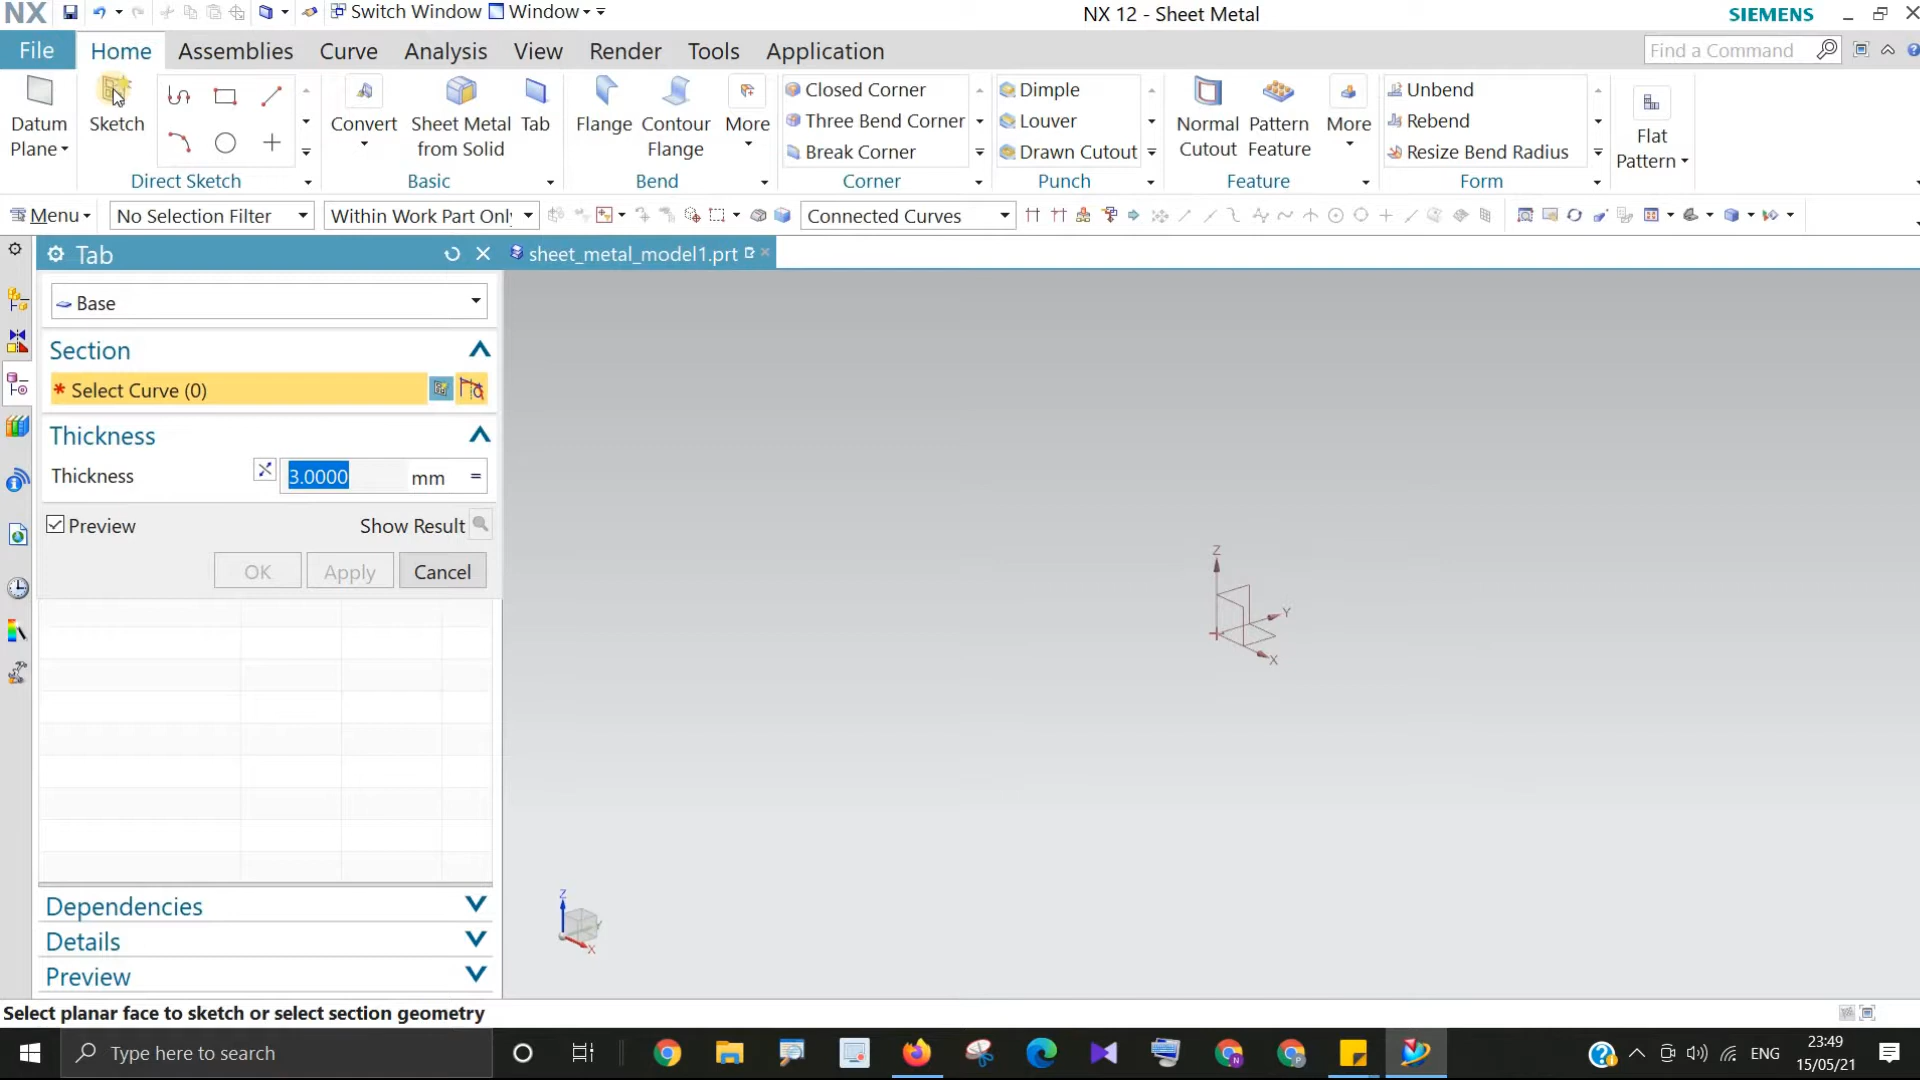 NX Switch Window Window NX 12 - Sheet Metal SIEMENS
File Home Assemblies Curve Analysis View Render Tools Application Find a Command
Datum Plane Sketch Convert Sheet Metal from Solid Tab Flange Contour Flange More Closed Corner Dimple Normal Cutout Pattern Feature More Unbend
Three Bend Corner Louver Rebend Flat Pattern
Break Corner Drawn Cutout Resize Bend Radius
Direct Sketch Basic Bend Corner Punch Feature Form
Menu No Selection Filter Within Work Part Onl Connected Curves
Tab sheet_metal_model1.prt
Base
Section
* Select Curve (0)
Thickness
Thickness 3.0000 mm =
Preview Show Result
OK Apply Cancel
Z
Y
X
Z
X
Dependencies
Details
Preview
Select planar face to sketch or select section geometry
Type here to search ENG 23:49
15/05/21